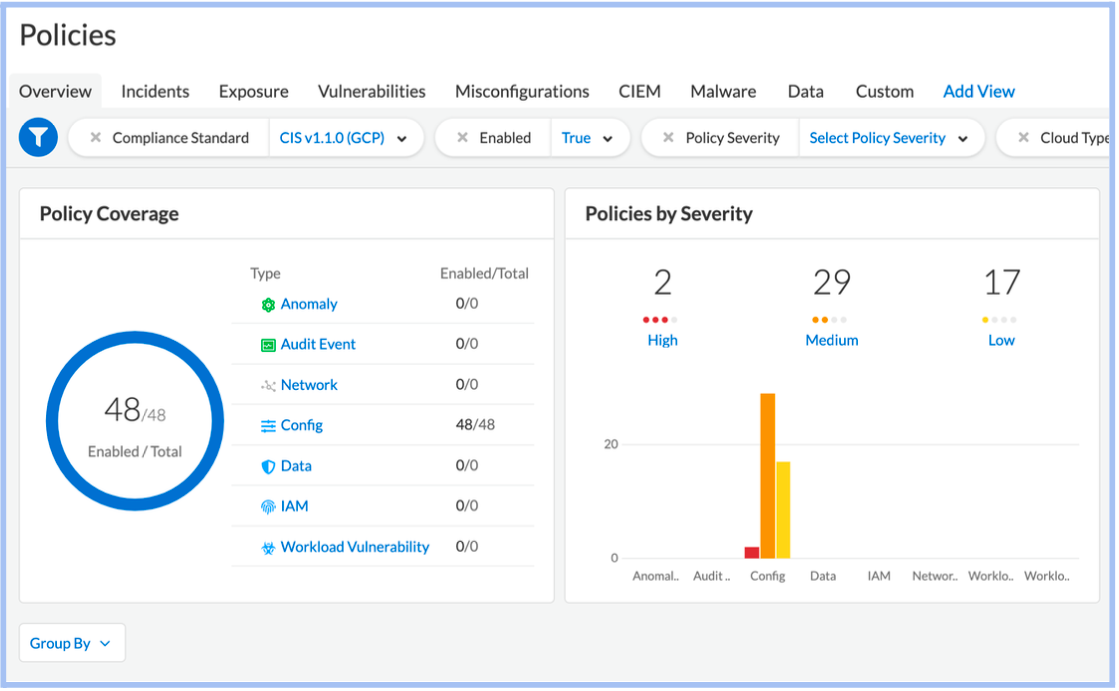 Policies
Overview Incidents Exposure Vulnerabilities Misconfigurations CIEM Malware Data Custom Add View
Compliance Standard CIS v1.1.0 (GCP) Enabled True Policy Severity Select Policy Severity Cloud Type
Policy Coverage
Type Enabled/Total
Anomaly 0/0
Audit Event 0/0
Network 0/0
Config 48/48
Data 0/0
IAM 0/0
Workload Vulnerability 0/0
48/48
Enabled / Total
Policies by Severity
2 29 17
High Medium Low
20
0
Anomal.. Audit .. Config Data IAM Networ.. Worklo.. Worklo..
Group By